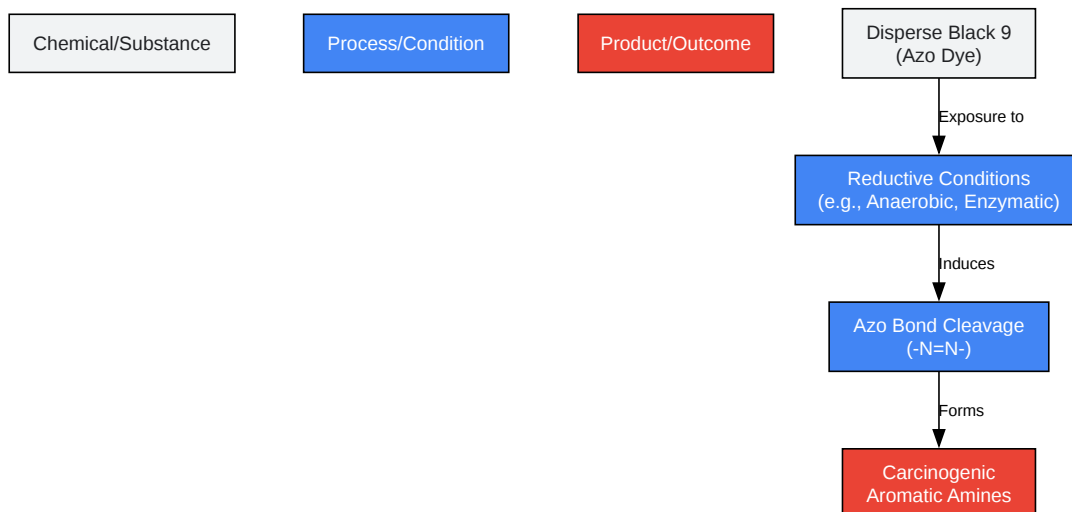 Chemical/Substance
Process/Condition
Product/Outcome
Disperse Black 9
(Azo Dye)
Exposure to
Reductive Conditions
(e.g., Anaerobic, Enzymatic)
Induces
Azo Bond Cleavage
(-N=N-)
Forms
Carcinogenic
Aromatic Amines